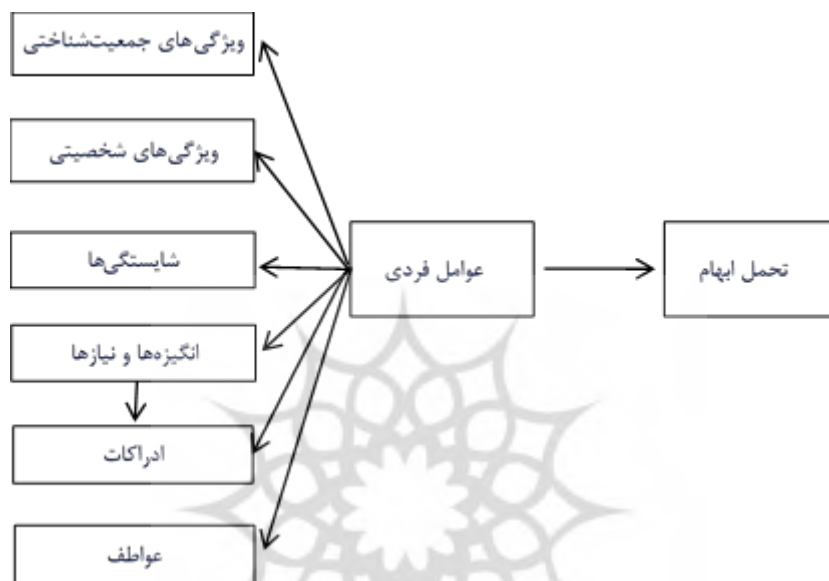 ویژگی‌های جمعیت‌شناختی
ویژگی‌های شخصیتی
شایستگی‌ها
عوامل فردی
تحمل ابهام
انگیزه‌ها و نیازها
ادراکات
عواطف